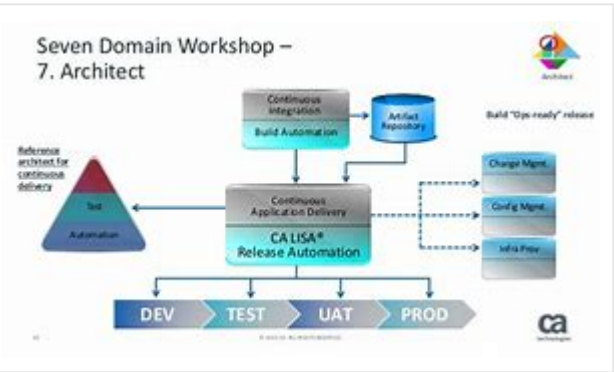 Seven Domain Workshop –
7. Architect
Architect
Continuous
Integration
Build Automation
Artifact
Repository
Build "Ops-ready" release
Reference
architect for
continuous
delivery
Test
Automation
Continuous
Application Delivery
CA LISA®
Release Automation
Change Mgmt.
Config Mgmt.
Infra Prov
DEV
TEST
UAT
PROD
ca
technologies